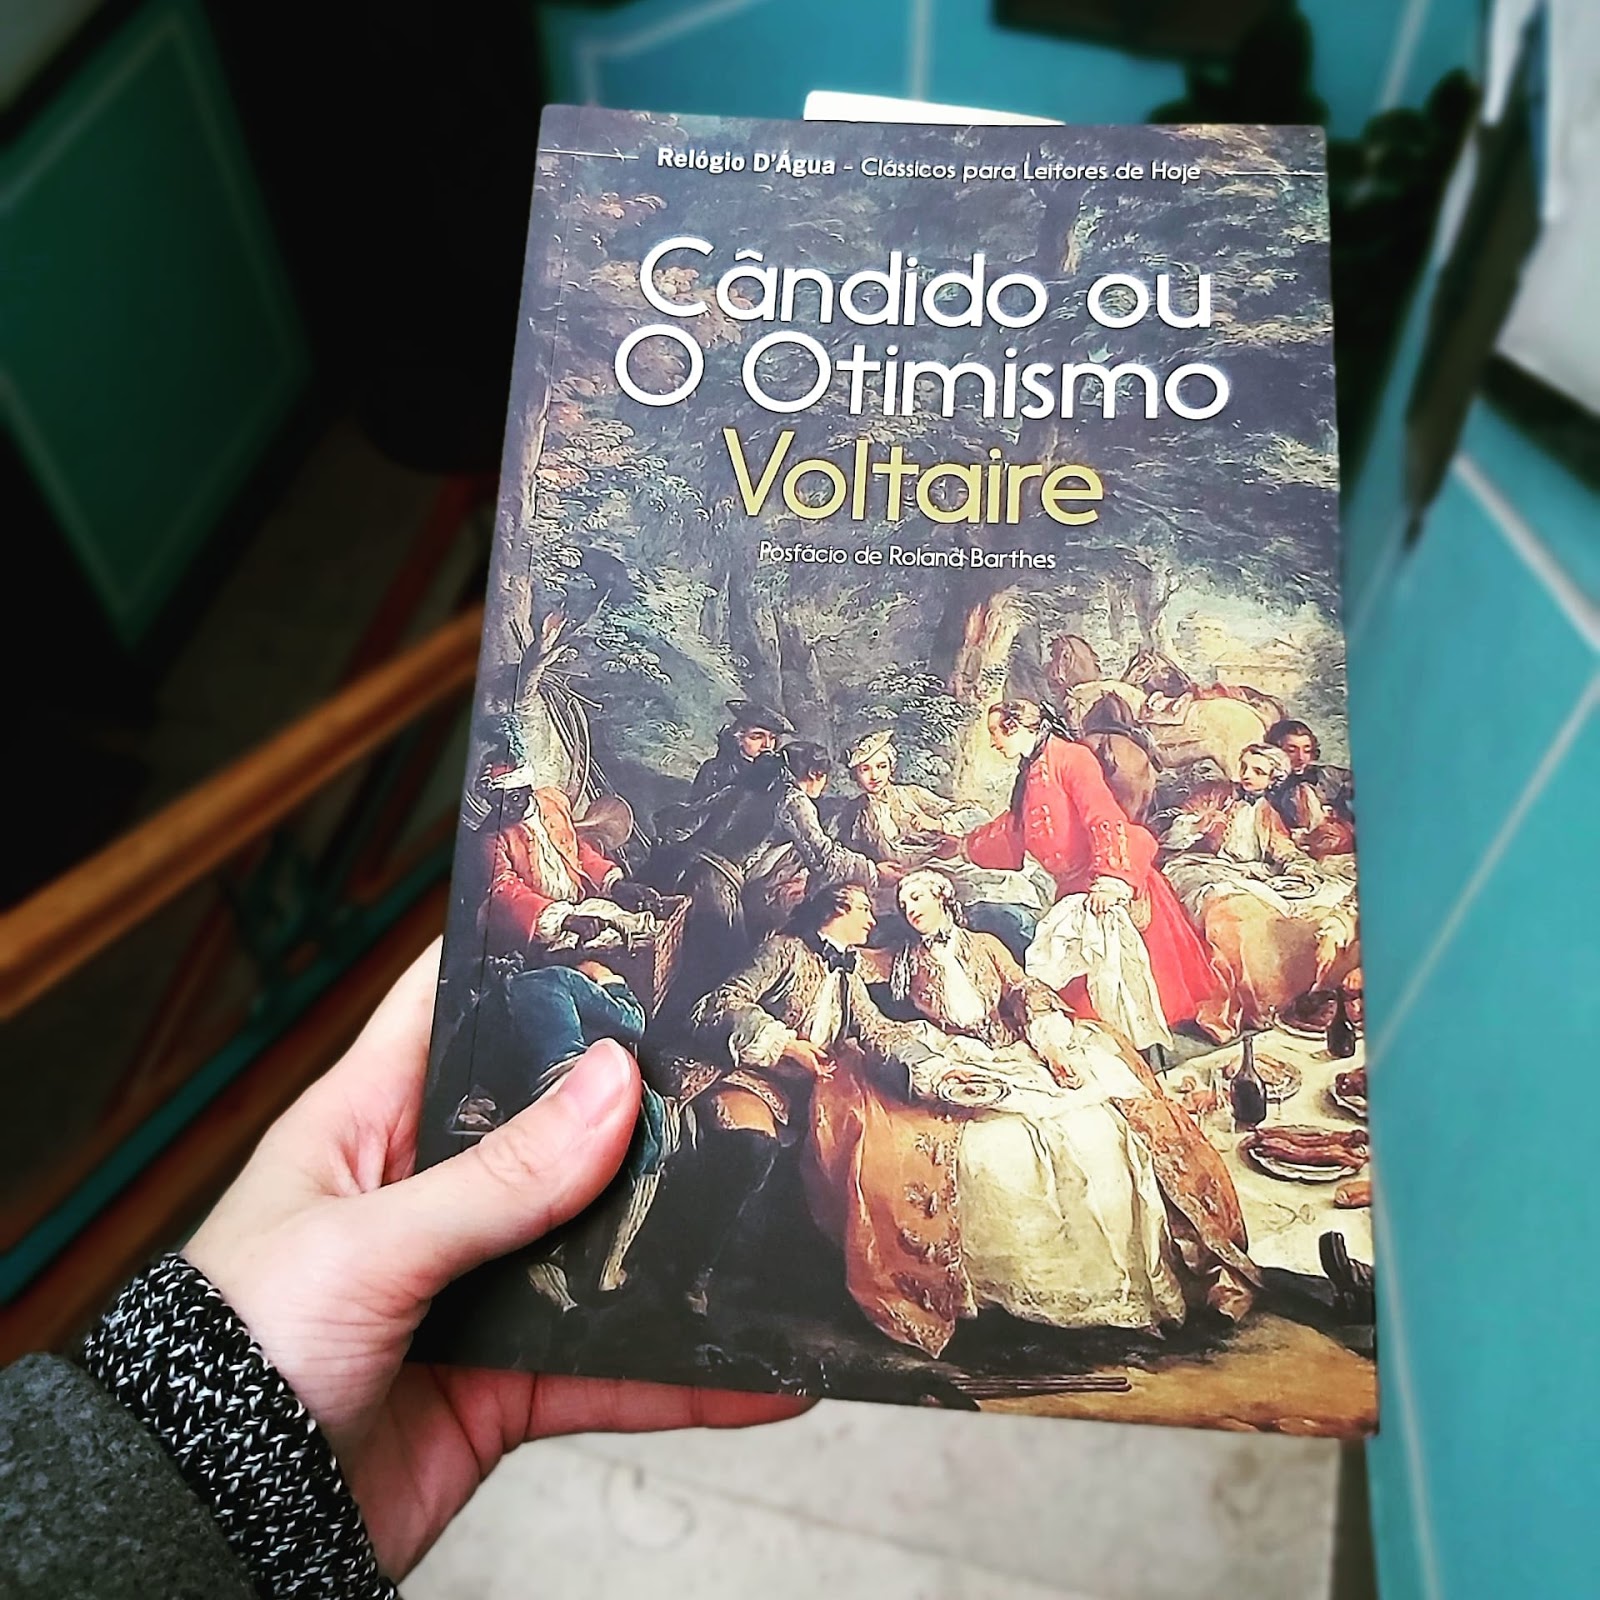 Relógio D'Água - Clássicos para Leitores de Hoje
Cândido ou
O Otimismo
Voltaire
Posfácio de Roland Barthes